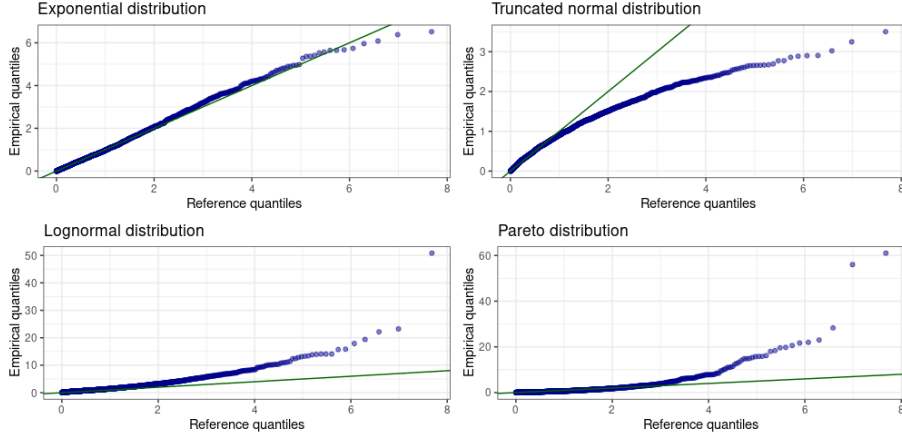 Exponential distribution
Empirical quantiles
6
4
2
0
0 2 4 6 8
Reference quantiles
Truncated normal distribution
Empirical quantiles
3
2
1
0
0 2 4 6 8
Reference quantiles
Lognormal distribution
Empirical quantiles
50
40
30
20
10
0
0 2 4 6 8
Reference quantiles
Pareto distribution
Empirical quantiles
60
40
20
0
0 2 4 6 8
Reference quantiles